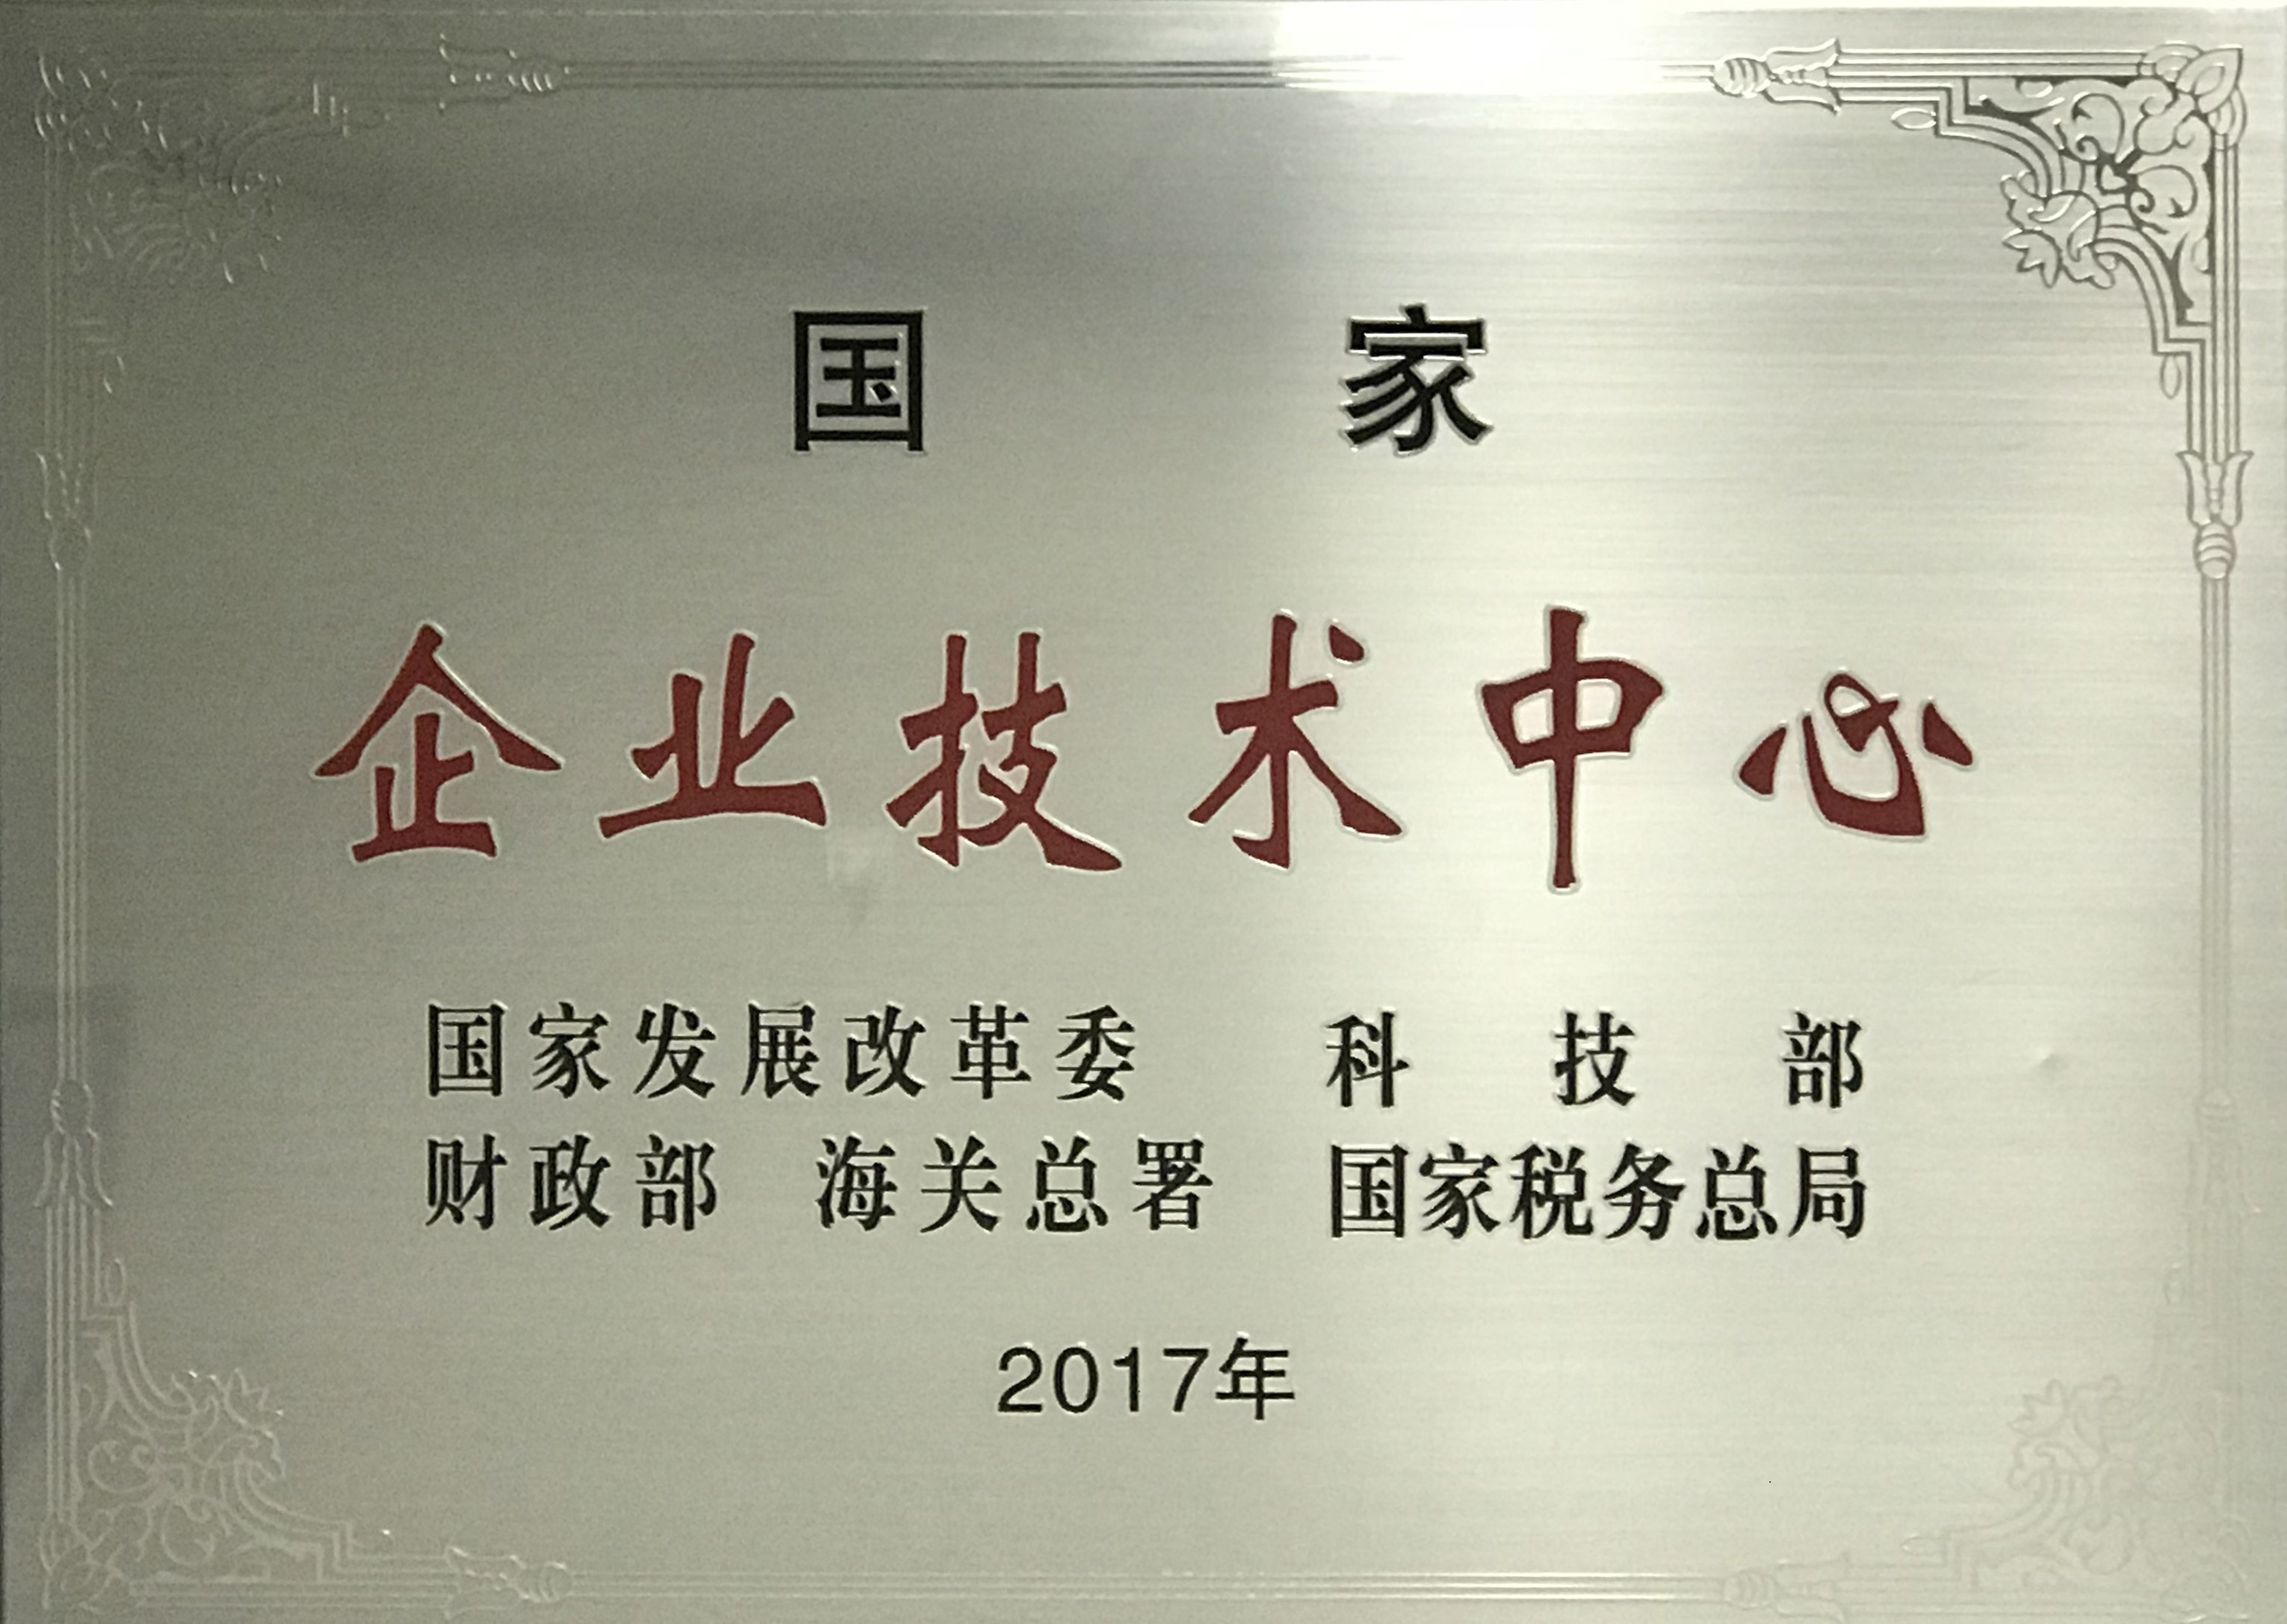 国家
企业技术中心
国家发展改革委 科技部
财政部 海关总署 国家税务总局
2017年